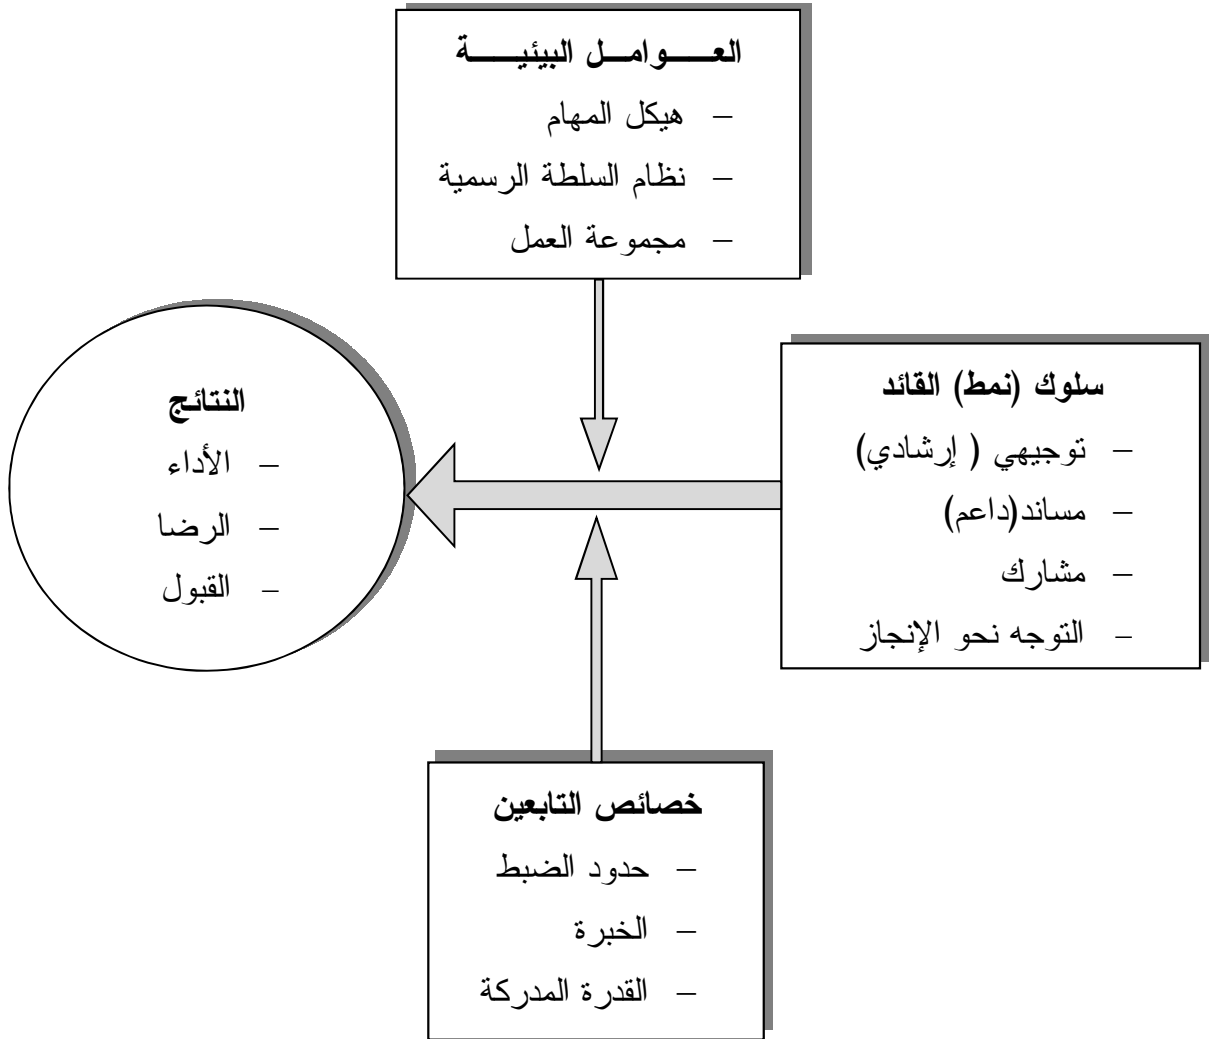 العوامل البيئية
– هيكل المهام
– نظام السلطة الرسمية
– مجموعة العمل
سلوك (نمط) القائد
– توجيهي ( إرشادي)
– مساند(داعم)
– مشارك
– التوجه نحو الإنجاز
النتائج
– الأداء
– الرضا
– القبول
خصائص التابعين
– حدود الضبط
– الخبرة
– القدرة المدركة